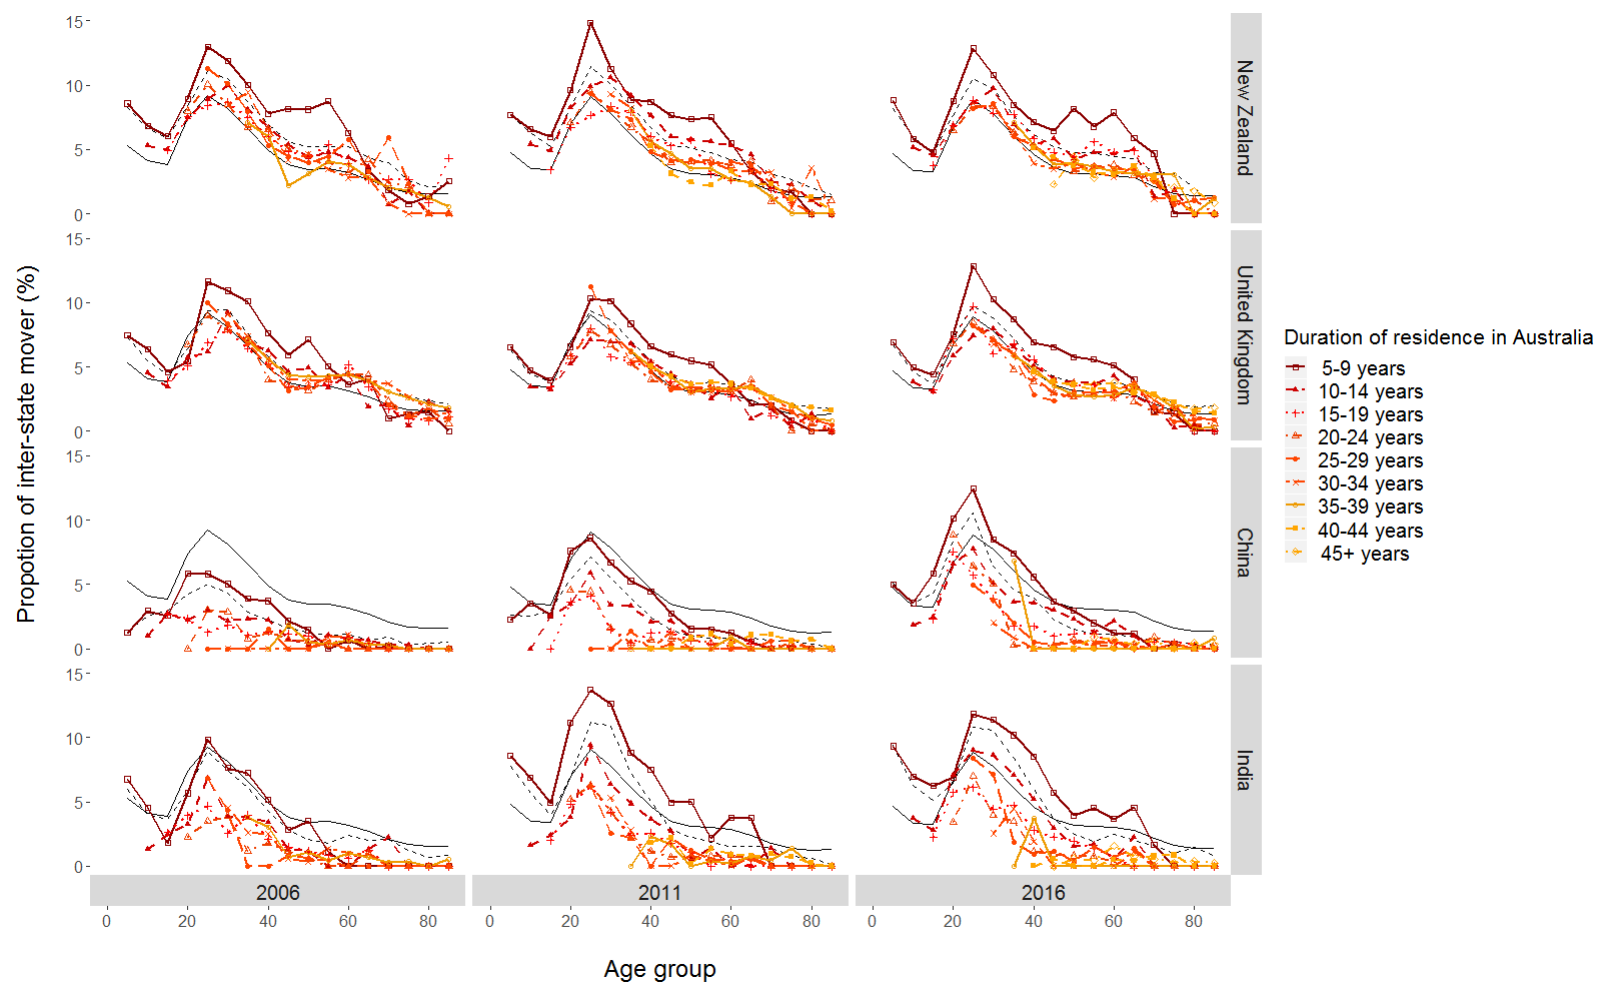 15
10
5
0
New Zealand
15
10
5
0
United Kingdom
15
10
5
0
China
15
10
5
0
India
Propotion of inter-state mover (%)
2006
2011
2016
0 20 40 60 80
0 20 40 60 80
0 20 40 60 80
Age group
Duration of residence in Australia
5-9 years
10-14 years
15-19 years
20-24 years
25-29 years
30-34 years
35-39 years
40-44 years
45+ years